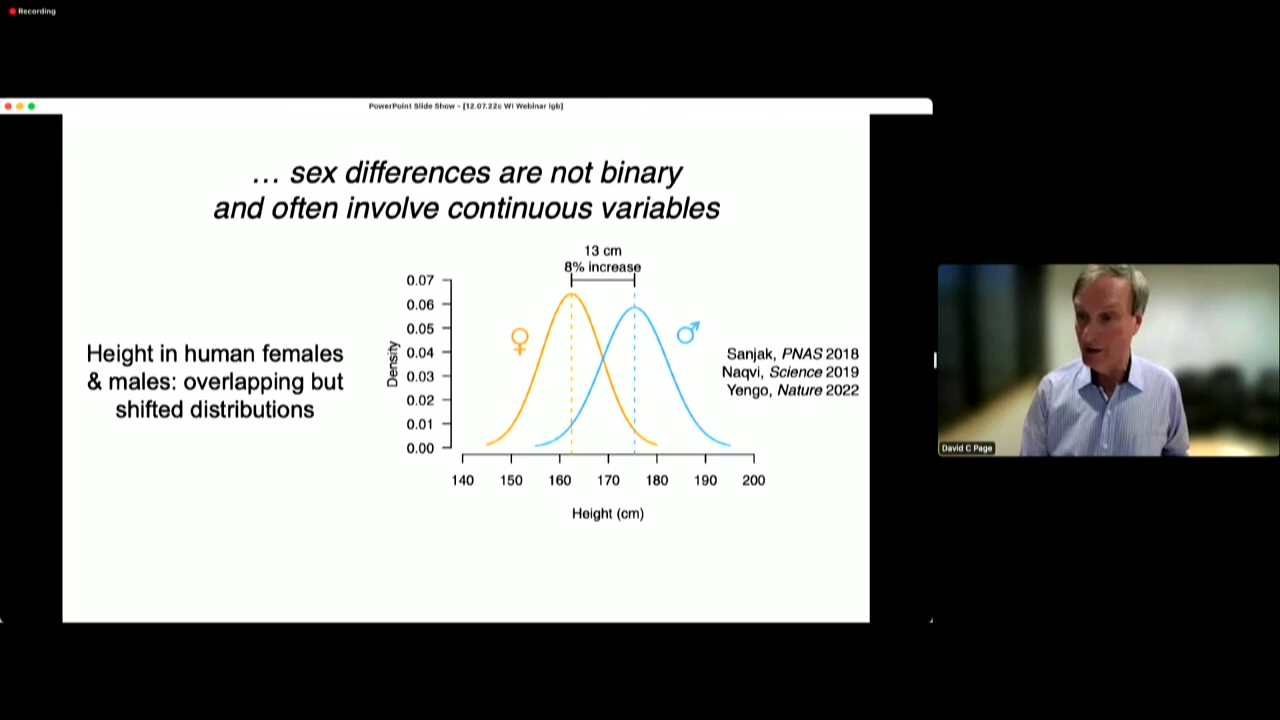 Recording
PowerPoint Slide Show - [12.07.22c WI Webinar lgb]
… sex differences are not binary
and often involve continuous variables
13 cm
8% increase
0.07
0.06
0.05
0.04
0.03
0.02
0.01
0.00
Density
♀
♂
Height in human females
& males: overlapping but
shifted distributions
Sanjak, PNAS 2018
Naqvi, Science 2019
Yengo, Nature 2022
140 150 160 170 180 190 200
Height (cm)
David C Page